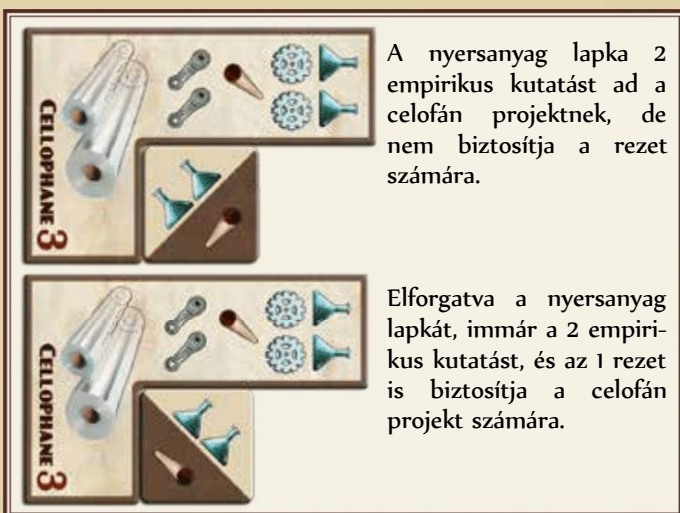 CELLOPHANE 3
A nyersanyag lapka 2
empirikus kutatást ad a
celofán projektnek, de
nem biztosítja a rezet
számára.
CELLOPHANE 3
Elforgatva a nyersanyag
lapkát, immár a 2 empiri-
kus kutatást, és az 1 rezet
is biztosítja a celofán
projekt számára.